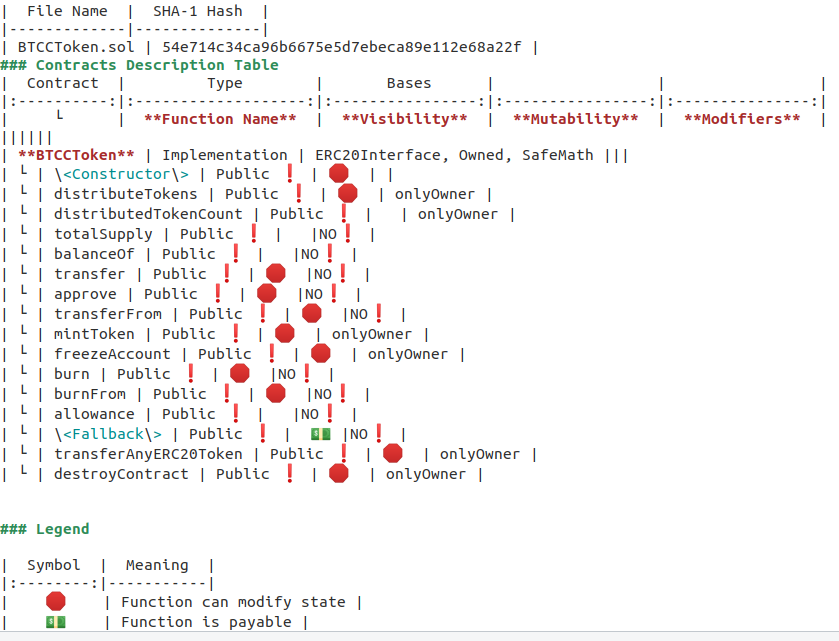 |  File Name  |  SHA-1 Hash  |
|-------------|--------------|
| BTCCToken.sol | 54e714c34ca96b6675e5d7ebeca89e112e68a22f |
### Contracts Description Table
|  Contract  |         Type        |       Bases      |                  |                 |
|:----------:|:-------------------:|:----------------:|:----------------:|:---------------:|
|     └      |  **Function Name**  |  **Visibility**  |  **Mutability**  |  **Modifiers**  |
||||||
| **BTCCToken** | Implementation | ERC20Interface, Owned, SafeMath |||
| └ | \<Constructor\> | Public ❗️ | 🛑  | |
| └ | distributeTokens | Public ❗️ | 🛑  | onlyOwner |
| └ | distributedTokenCount | Public ❗️ |   | onlyOwner |
| └ | totalSupply | Public ❗️ |   |NO❗️ |
| └ | balanceOf | Public ❗️ |   |NO❗️ |
| └ | transfer | Public ❗️ | 🛑  |NO❗️ |
| └ | approve | Public ❗️ | 🛑  |NO❗️ |
| └ | transferFrom | Public ❗️ | 🛑  |NO❗️ |
| └ | mintToken | Public ❗️ | 🛑  | onlyOwner |
| └ | freezeAccount | Public ❗️ | 🛑  | onlyOwner |
| └ | burn | Public ❗️ | 🛑  |NO❗️ |
| └ | burnFrom | Public ❗️ | 🛑  |NO❗️ |
| └ | allowance | Public ❗️ |   |NO❗️ |
| └ | \<Fallback\> | Public ❗️ |  💵 |NO❗️ |
| └ | transferAnyERC20Token | Public ❗️ | 🛑  | onlyOwner |
| └ | destroyContract | Public ❗️ | 🛑  | onlyOwner |
### Legend
|  Symbol  |  Meaning  |
|:--------:|-----------|
|    🛑    | Function can modify state |
|    💵    | Function is payable |